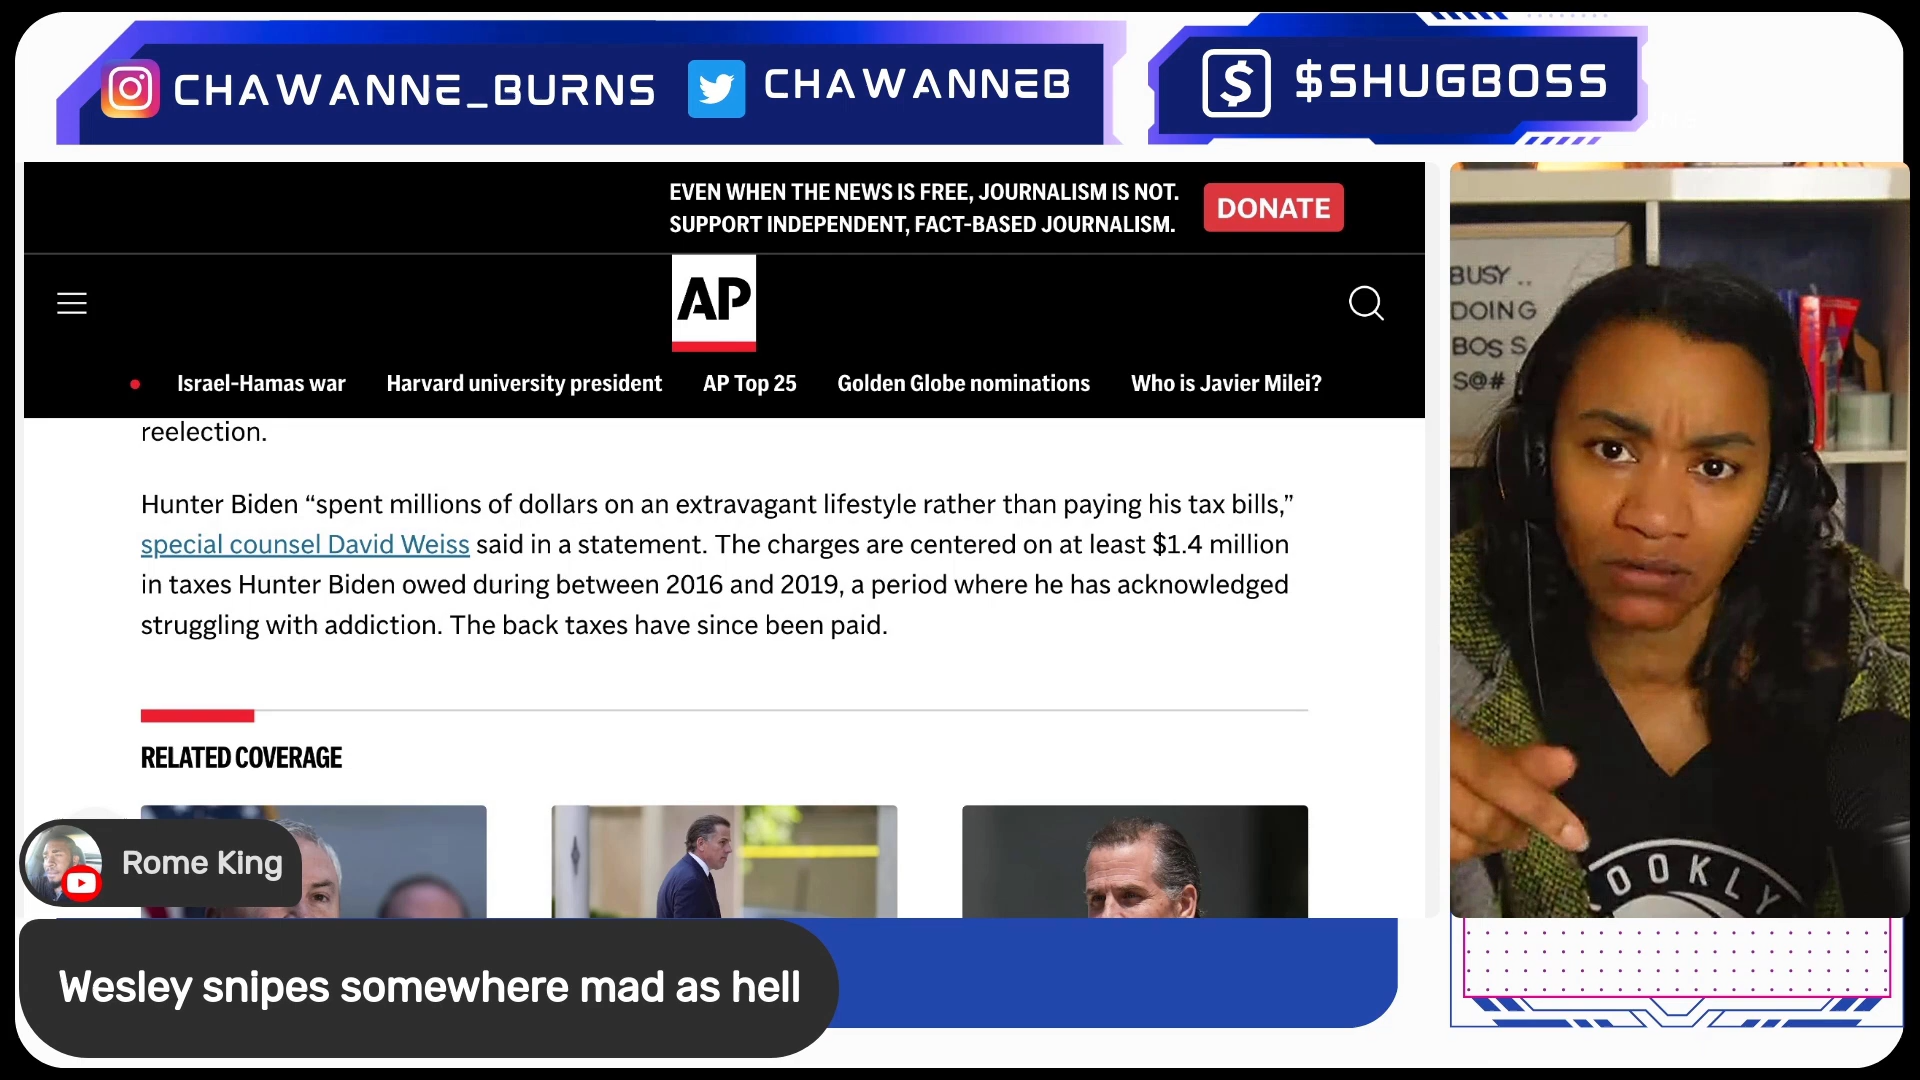 CHAWANNE_BURNS
CHAWANNEB
$SHUGBOSS
EVEN WHEN THE NEWS IS FREE, JOURNALISM IS NOT.
SUPPORT INDEPENDENT, FACT-BASED JOURNALISM.
DONATE
AP
Israel-Hamas war
Harvard university president
AP Top 25
Golden Globe nominations
Who is Javier Milei?
reelection.
Hunter Biden “spent millions of dollars on an extravagant lifestyle rather than paying his tax bills,”
special counsel David Weiss said in a statement. The charges are centered on at least $1.4 million
in taxes Hunter Biden owed during between 2016 and 2019, a period where he has acknowledged
struggling with addiction. The back taxes have since been paid.
RELATED COVERAGE
BUSY ..
DOING
BOSS
S@#
OOKLY
Rome King
Wesley snipes somewhere mad as hell